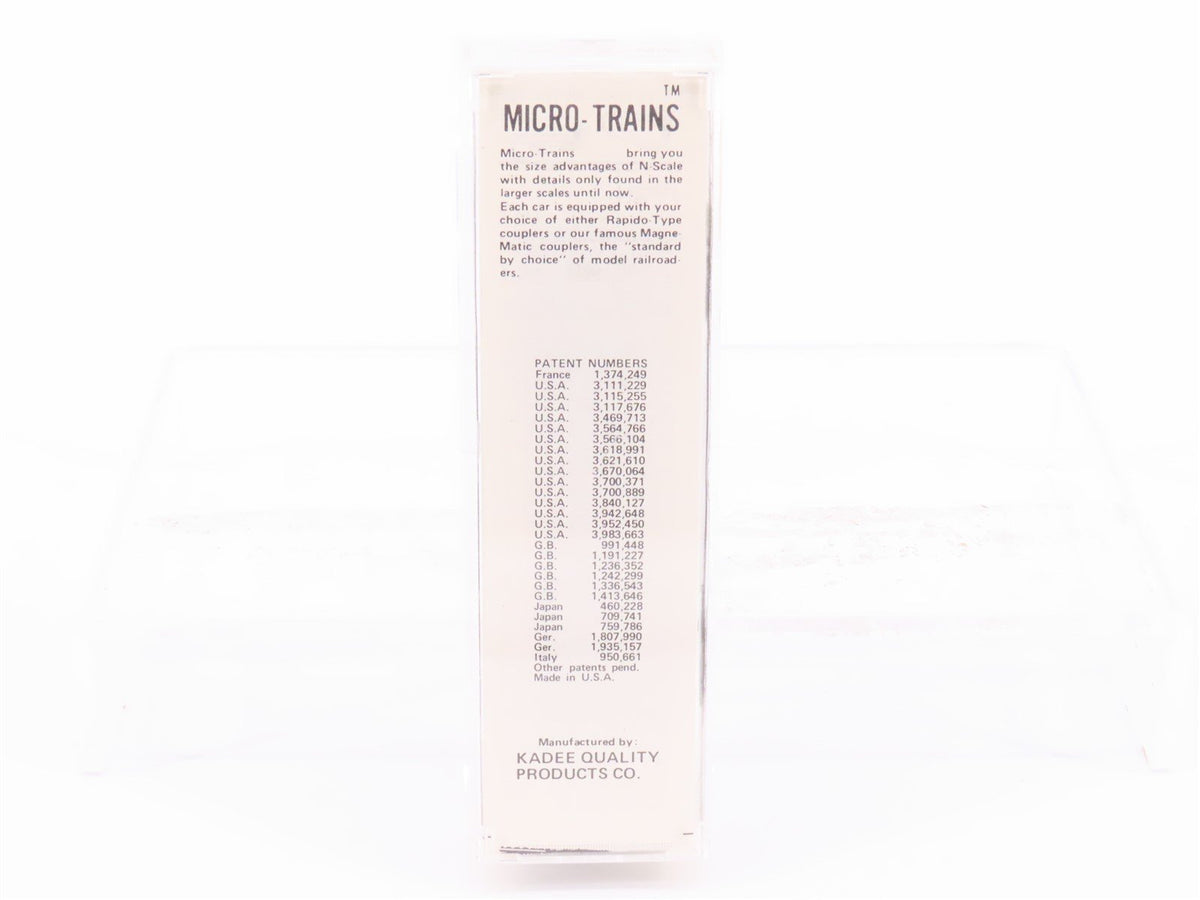 TM
MICRO-TRAINS
Micro-Trains bring you
the size advantages of N-Scale
with details only found in the
larger scales until now.
Each car is equipped with your
choice of either Rapido-Type
couplers or our famous Magne-
Matic couplers, the "standard
by choice" of model railroad-
ers.
PATENT NUMBERS
France 1,374,249
U.S.A. 3,111,229
U.S.A. 3,115,255
U.S.A. 3,117,676
U.S.A. 3,469,713
U.S.A. 3,564,766
U.S.A. 3,566,104
U.S.A. 3,618,991
U.S.A. 3,621,610
U.S.A. 3,670,064
U.S.A. 3,700,371
U.S.A. 3,700,889
U.S.A. 3,840,127
U.S.A. 3,942,648
U.S.A. 3,952,450
U.S.A. 3,983,663
G.B. 991,448
G.B. 1,191,227
G.B. 1,236,352
G.B. 1,242,299
G.B. 1,336,543
G.B. 1,413,646
Japan 460,228
Japan 709,741
Japan 759,786
Ger. 1,807,990
Ger. 1,935,157
Italy 950,661
Other patents pend.
Made in U.S.A.
Manufactured by:
KADEE QUALITY
PRODUCTS CO.